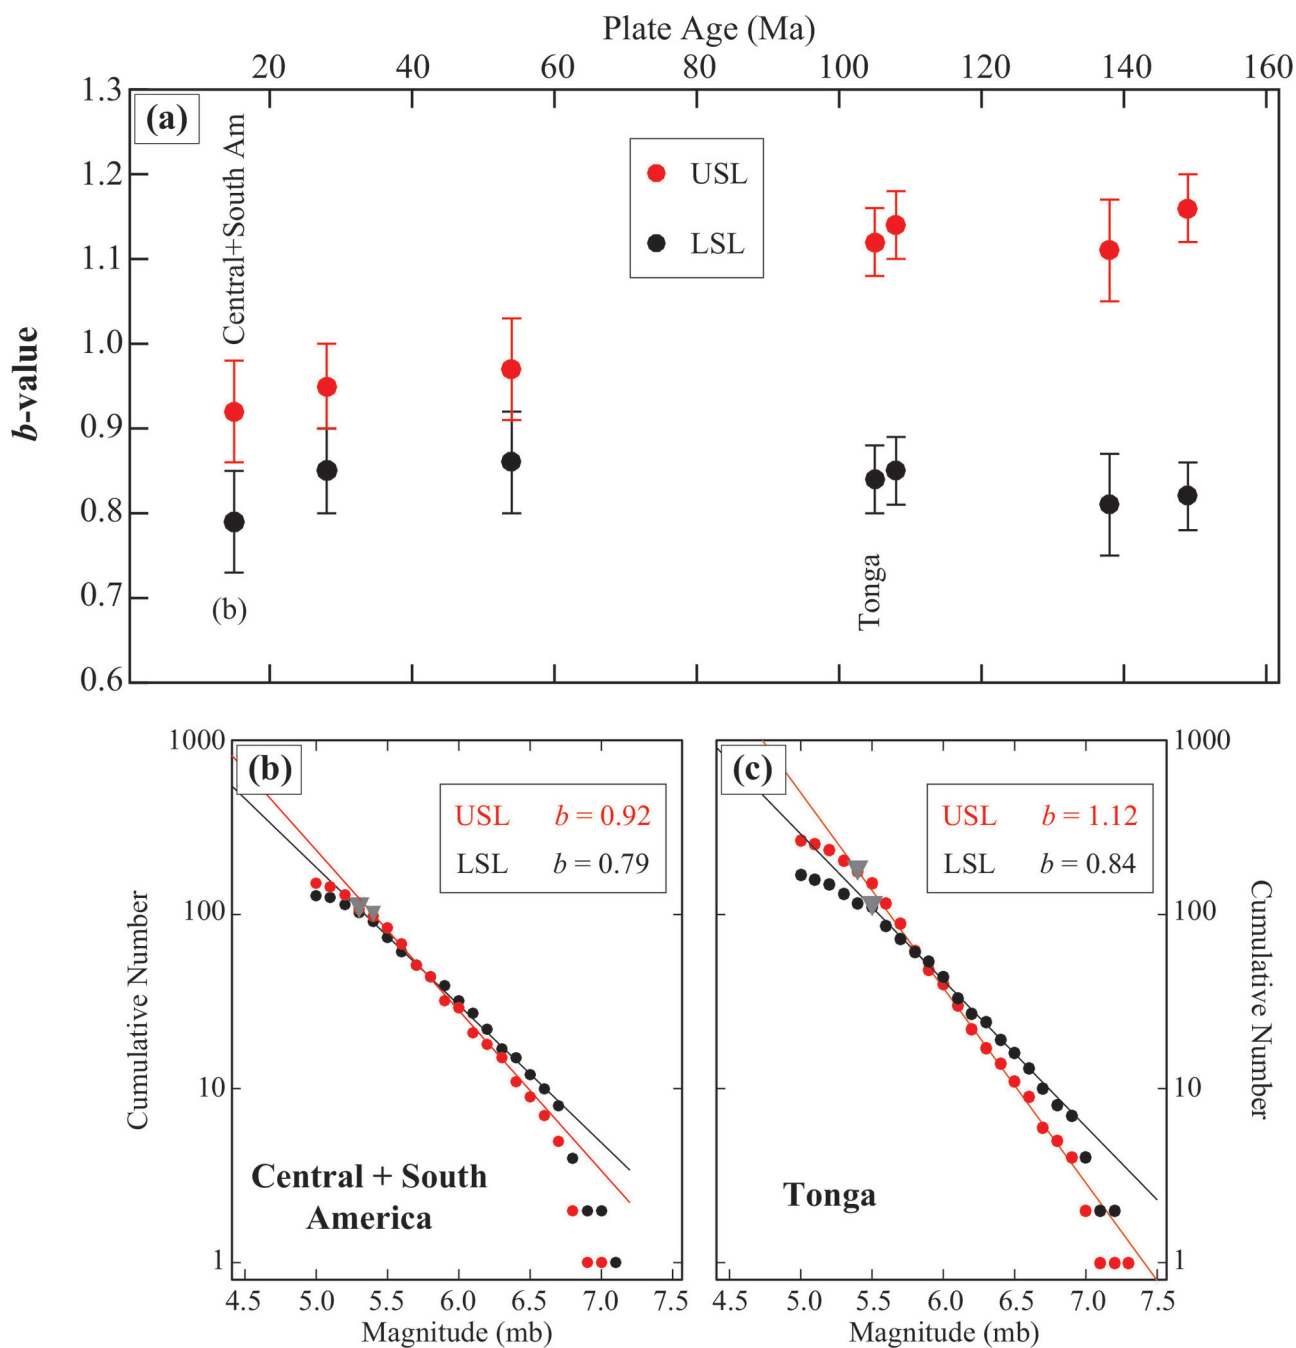 Plate Age (Ma)
20 40 60 80 100 120 140 160
1.3
(a)
Central+South Am
USL
LSL
1.2
1.1
1.0
0.9
0.8
0.7
0.6
b-value
(b)
Tonga
1000
100
10
1
Cumulative Number
(b)
USL b = 0.92
LSL b = 0.79
Central + South
America
4.5 5.0 5.5 6.0 6.5 7.0 7.5
Magnitude (mb)
(c)
USL b = 1.12
LSL b = 0.84
Tonga
1000
100
10
1
Cumulative Number
4.5 5.0 5.5 6.0 6.5 7.0 7.5
Magnitude (mb)